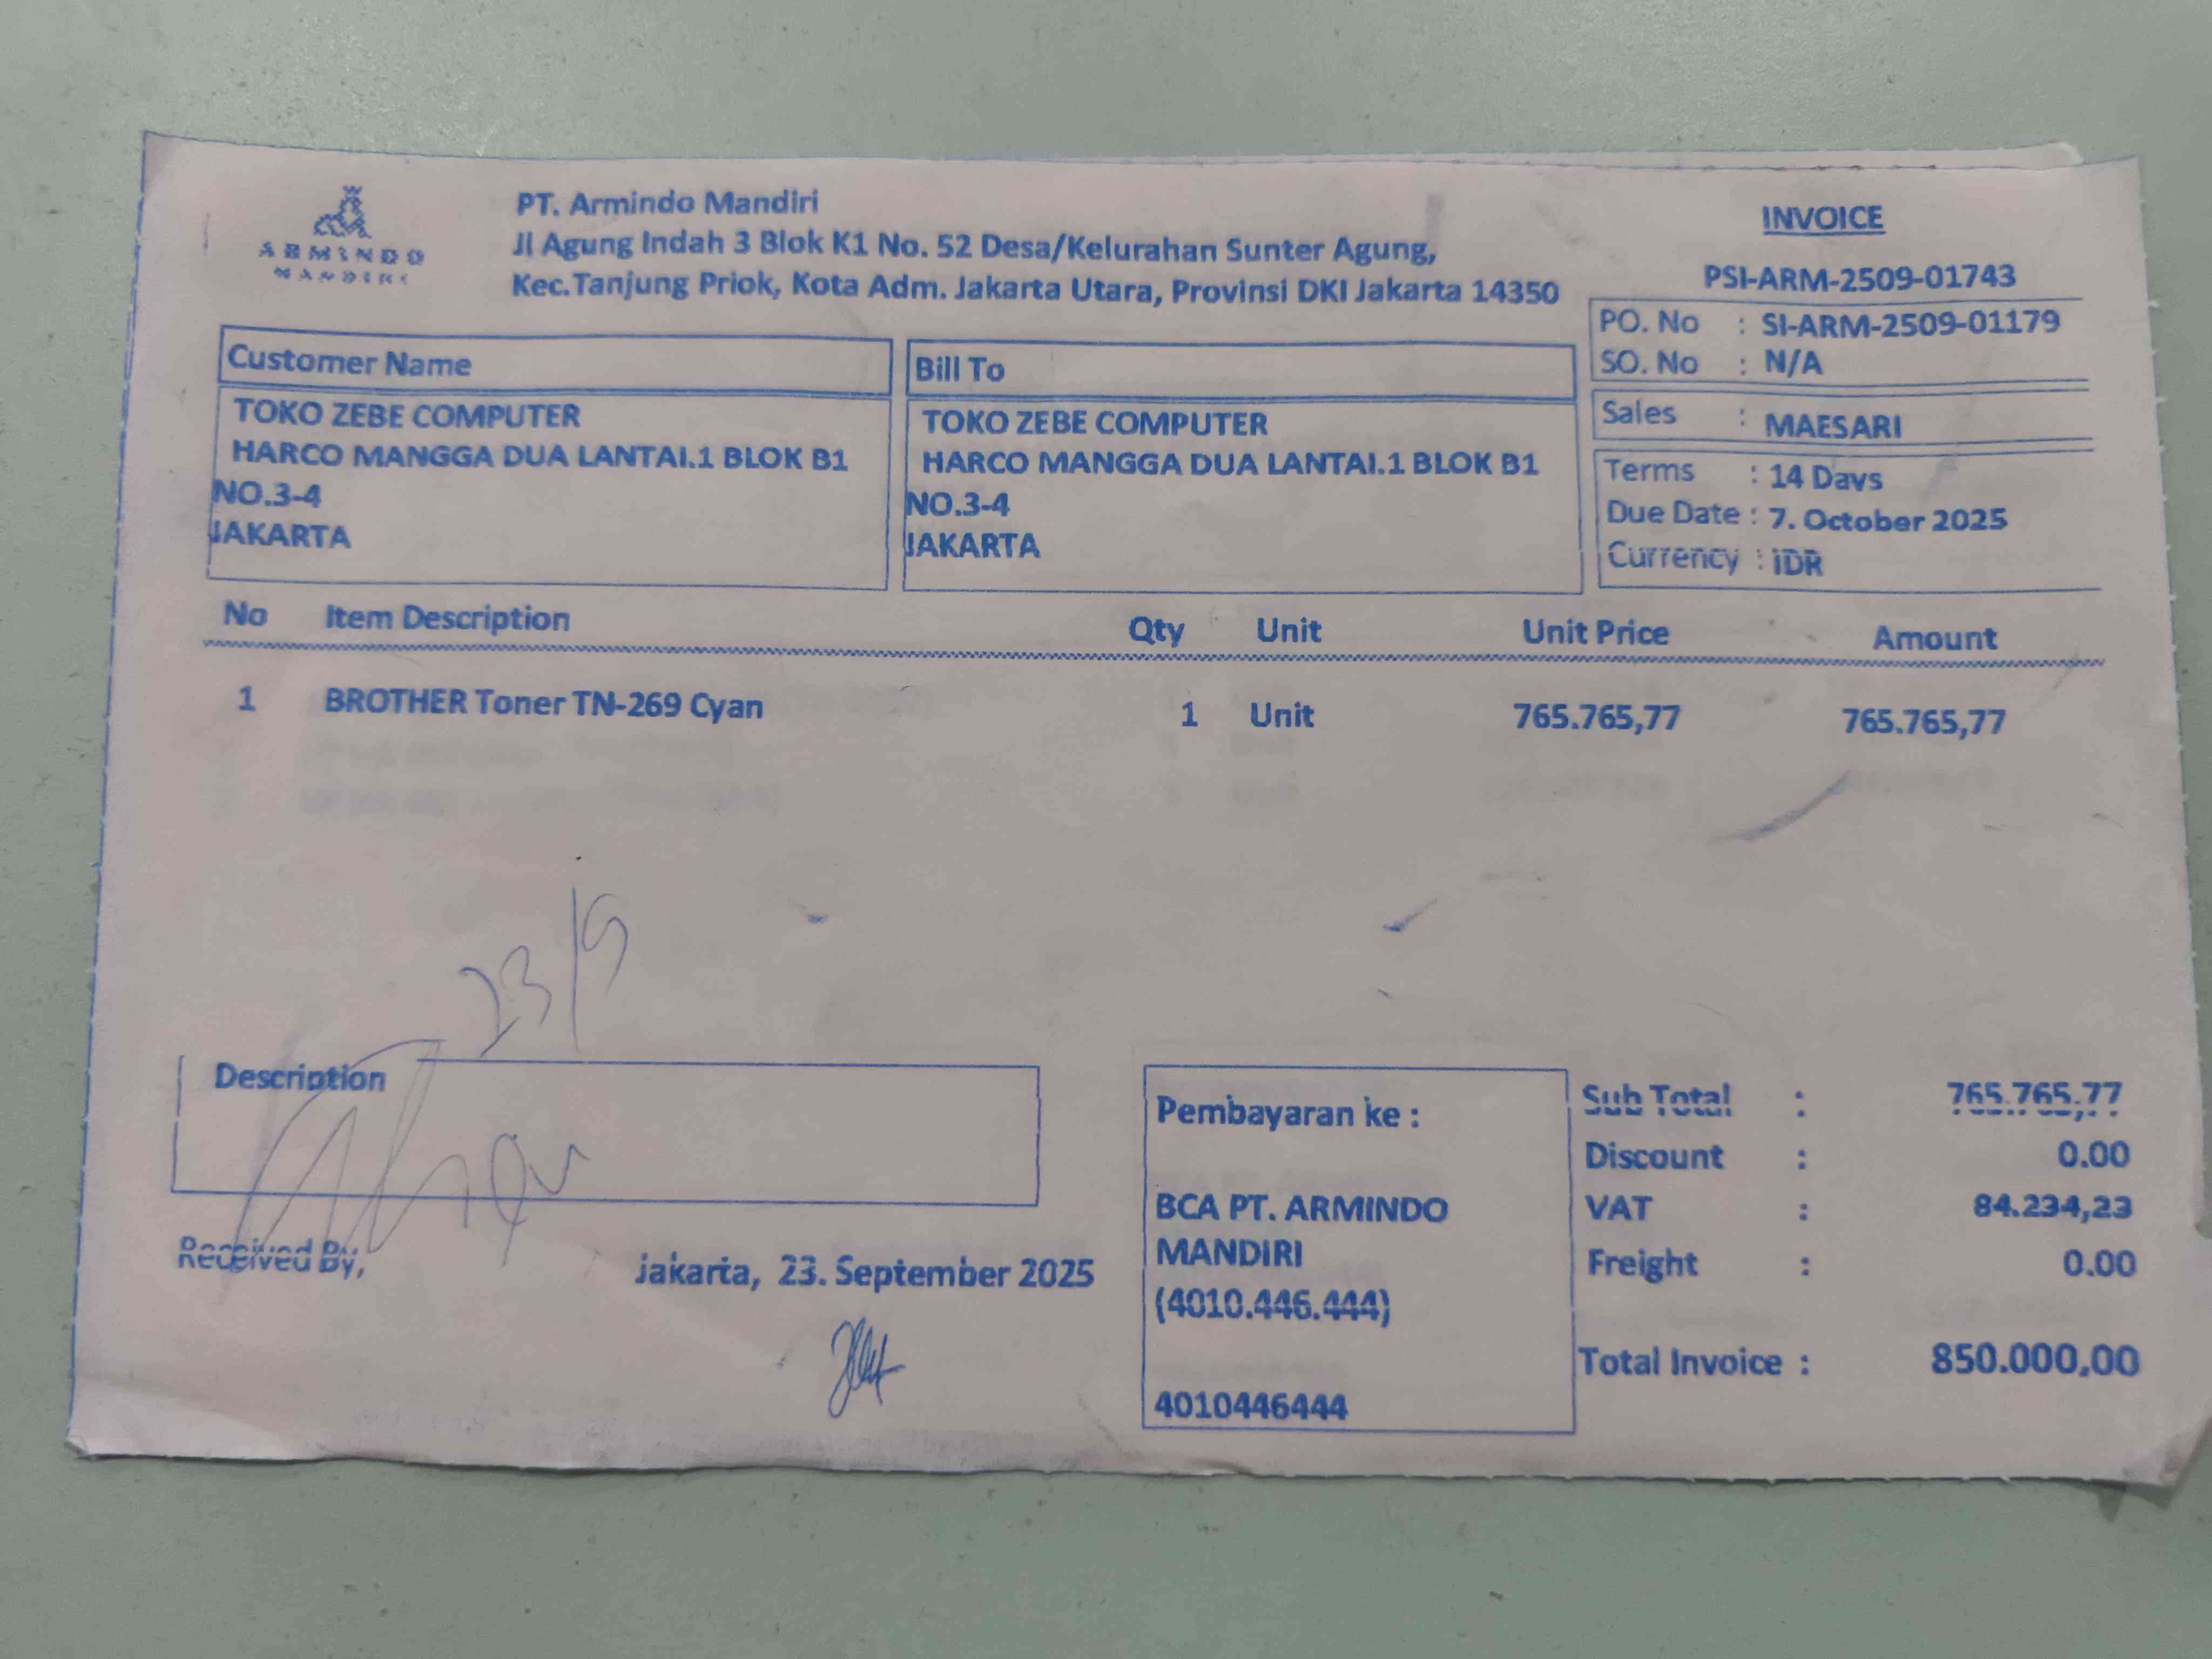 ARMINDO
MANDIRI
PT. Armindo Mandiri
Jl Agung Indah 3 Blok K1 No. 52 Desa/Kelurahan Sunter Agung,
Kec.Tanjung Priok, Kota Adm. Jakarta Utara, Provinsi DKI Jakarta 14350
INVOICE
PSI-ARM-2509-01743
PO. No : SI-ARM-2509-01179
SO. No : N/A
Sales : MAESARI
Terms : 14 Days
Due Date : 7. October 2025
Currency : IDR
Customer Name
TOKO ZEBE COMPUTER
HARCO MANGGA DUA LANTAI.1 BLOK B1
NO.3-4
JAKARTA
Bill To
TOKO ZEBE COMPUTER
HARCO MANGGA DUA LANTAI.1 BLOK B1
NO.3-4
JAKARTA
No Item Description Qty Unit Unit Price Amount
1 BROTHER Toner TN-269 Cyan 1 Unit 765.765,77 765.765,77
23/9
Description
Received By,
Jakarta, 23. September 2025
Pembayaran ke :
BCA PT. ARMINDO
MANDIRI
(4010.446.444)
4010446444
Sub Total : 765.765,77
Discount : 0.00
VAT : 84.234,23
Freight : 0.00
Total Invoice : 850.000,00